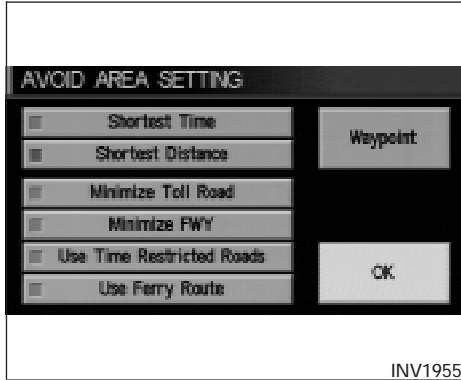 AVOID AREA SETTING
Shortest Time
Waypoint
Shortest Distance
Minimize Toll Road
Minimize FWY
Use Time Restricted Roads
OK
Use Ferry Route
INV1955